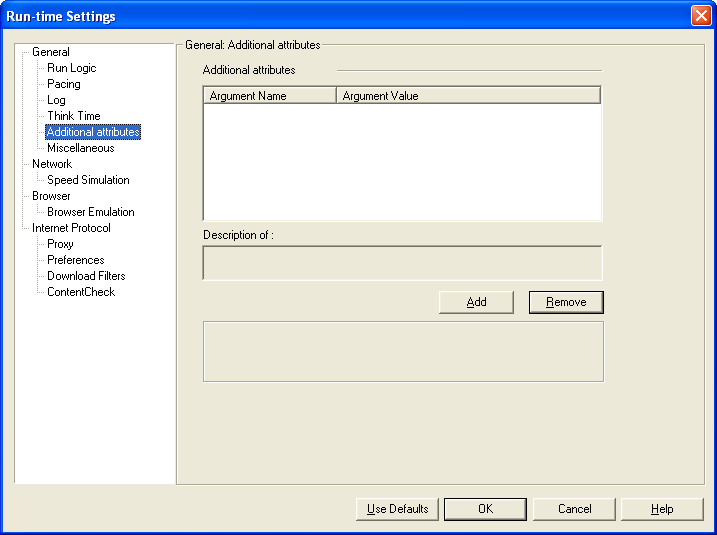 Run-time Settings
General
Run Logic
Pacing
Log
Think Time
Additional attributes
Miscellaneous
Network
Speed Simulation
Browser
Browser Emulation
Internet Protocol
Proxy
Preferences
Download Filters
ContentCheck
General: Additional attributes
Additional attributes
Argument Name Argument Value
Description of :
Add Remove
Use Defaults OK Cancel Help